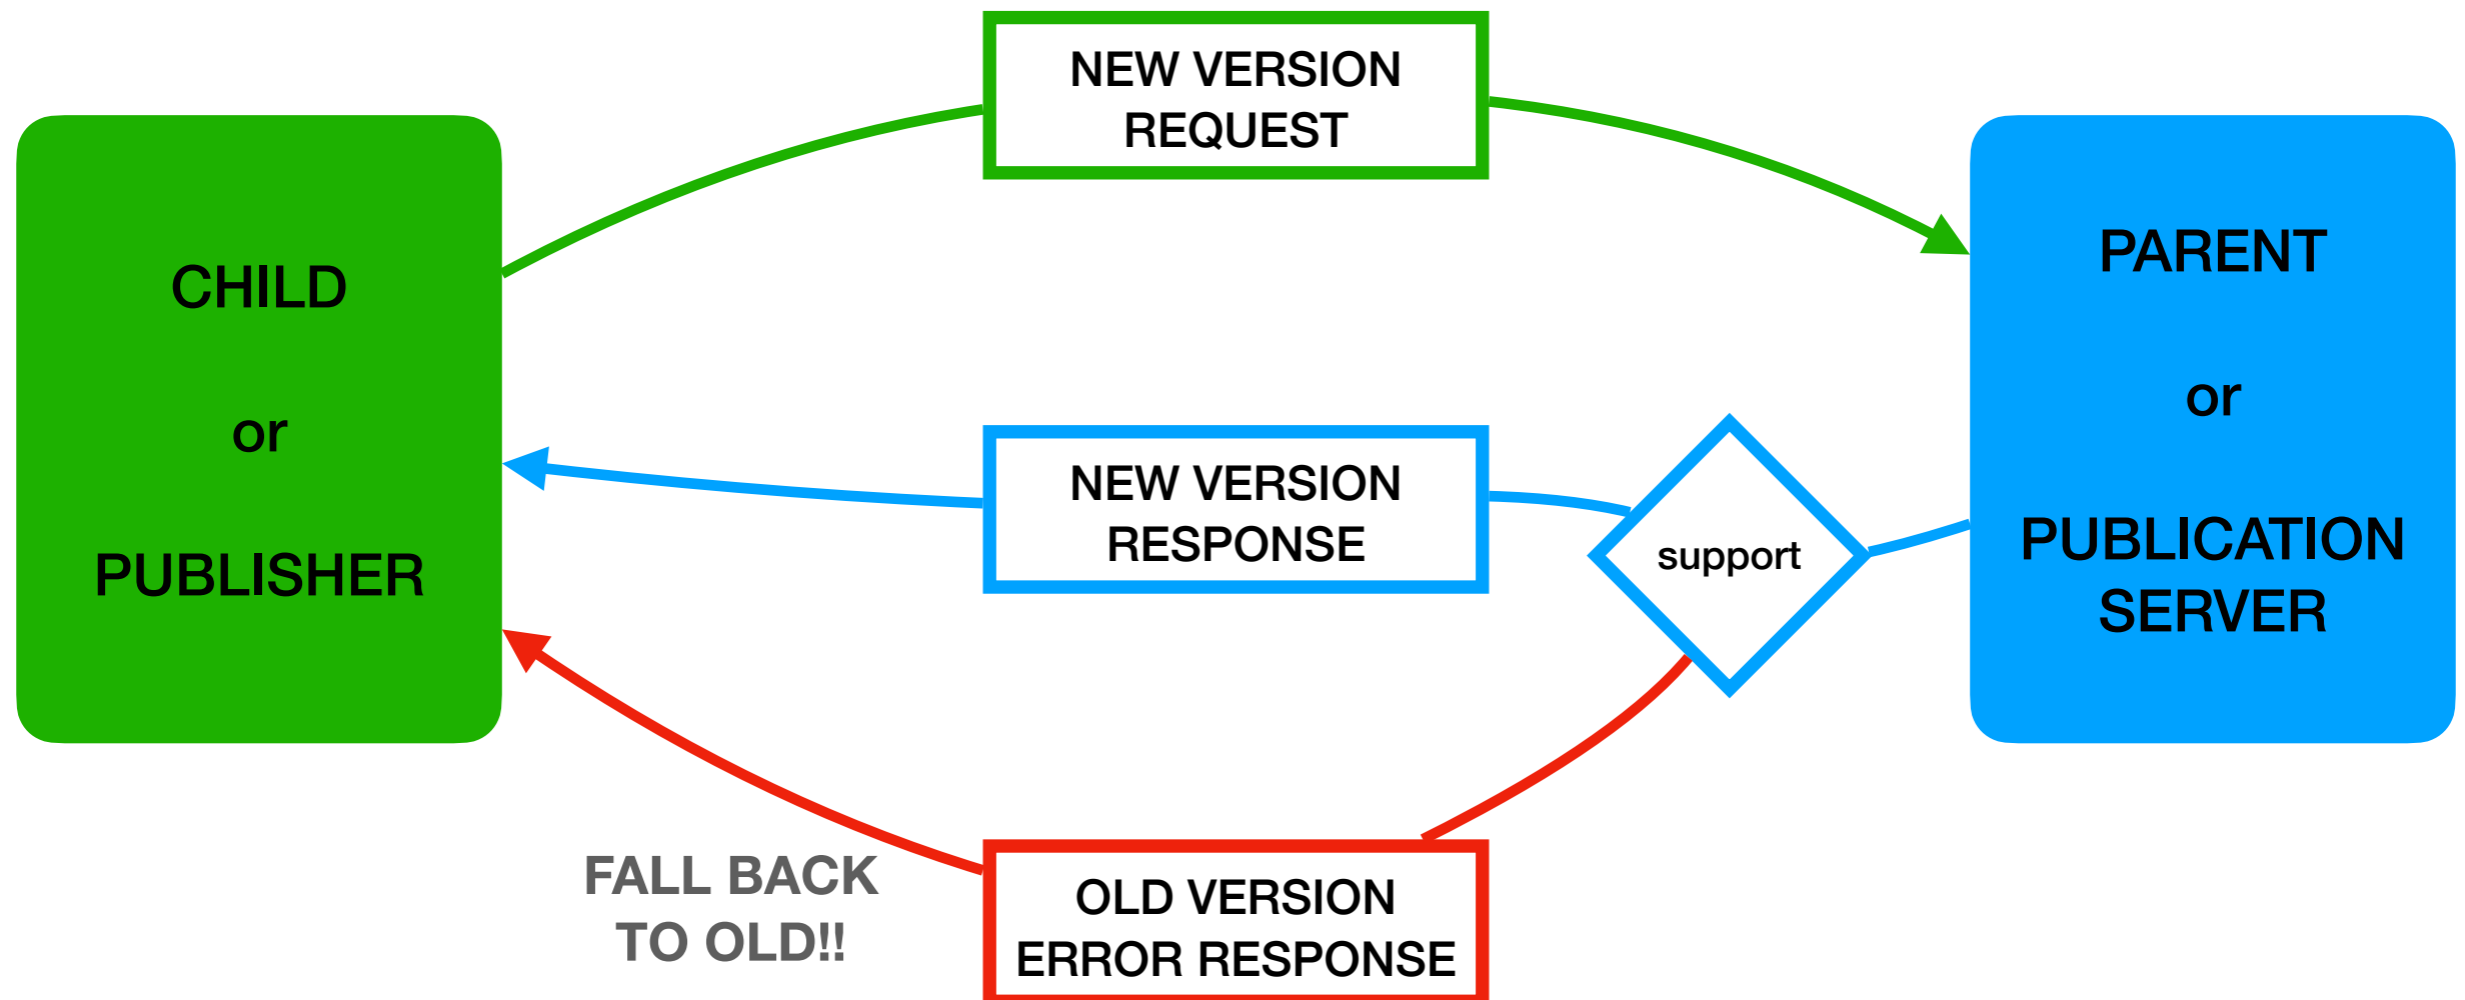 NEW VERSION
REQUEST
CHILD
or
PUBLISHER
PARENT
or
PUBLICATION
SERVER
NEW VERSION
RESPONSE
support
FALL BACK
TO OLD!!
OLD VERSION
ERROR RESPONSE